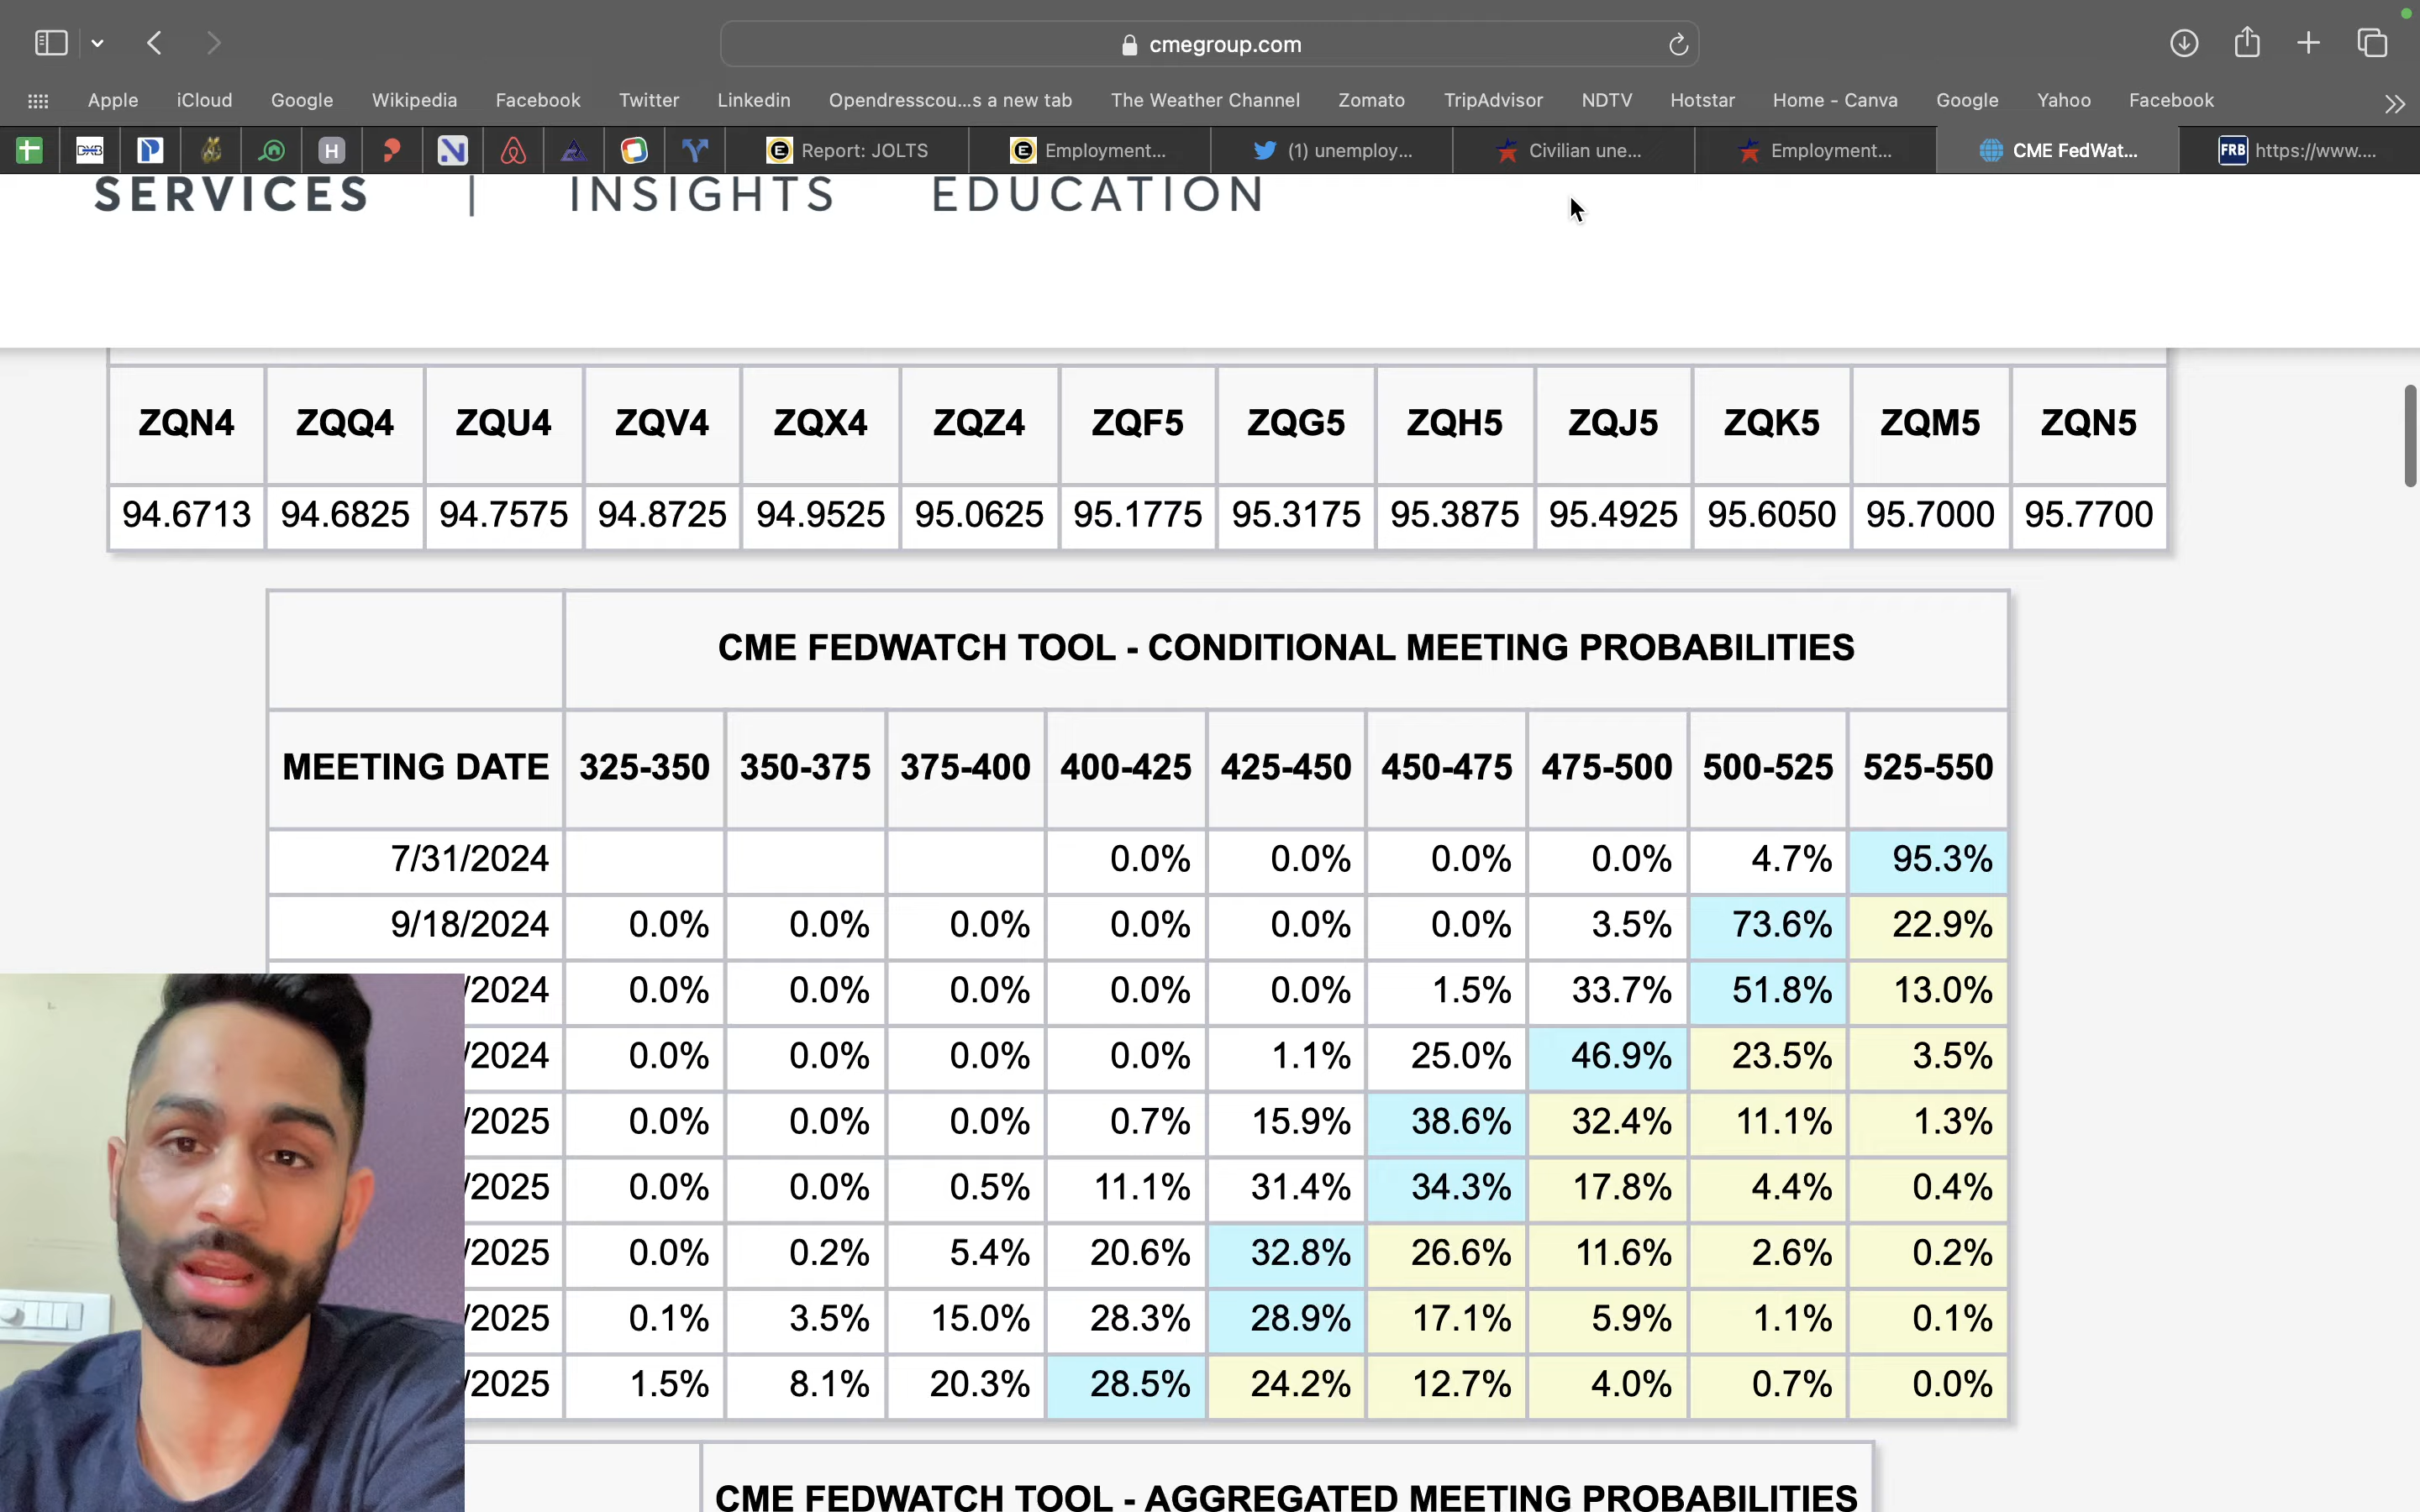 cmegroup.com
Apple iCloud Google Wikipedia Facebook Twitter Linkedin Opendresscou...s a new tab The Weather Channel Zomato TripAdvisor NDTV Hotstar Home - Canva Google Yahoo Facebook
DXB P H N Report: JOLTS Employment... (1) unemploy... Civilian une... Employment... CME FedWat... FRB https://www....
SERVICES | INSIGHTS EDUCATION
ZQN4 ZQQ4 ZQU4 ZQV4 ZQX4 ZQZ4 ZQF5 ZQG5 ZQH5 ZQJ5 ZQK5 ZQM5 ZQN5
94.6713 94.6825 94.7575 94.8725 94.9525 95.0625 95.1775 95.3175 95.3875 95.4925 95.6050 95.7000 95.7700
CME FEDWATCH TOOL - CONDITIONAL MEETING PROBABILITIES
MEETING DATE 325-350 350-375 375-400 400-425 425-450 450-475 475-500 500-525 525-550
7/31/2024 0.0% 0.0% 0.0% 0.0% 4.7% 95.3%
9/18/2024 0.0% 0.0% 0.0% 0.0% 0.0% 0.0% 3.5% 73.6% 22.9%
/2024 0.0% 0.0% 0.0% 0.0% 0.0% 1.5% 33.7% 51.8% 13.0%
/2024 0.0% 0.0% 0.0% 0.0% 1.1% 25.0% 46.9% 23.5% 3.5%
/2025 0.0% 0.0% 0.0% 0.7% 15.9% 38.6% 32.4% 11.1% 1.3%
/2025 0.0% 0.0% 0.5% 11.1% 31.4% 34.3% 17.8% 4.4% 0.4%
/2025 0.0% 0.2% 5.4% 20.6% 32.8% 26.6% 11.6% 2.6% 0.2%
/2025 0.1% 3.5% 15.0% 28.3% 28.9% 17.1% 5.9% 1.1% 0.1%
/2025 1.5% 8.1% 20.3% 28.5% 24.2% 12.7% 4.0% 0.7% 0.0%
CME FEDWATCH TOOL - AGGREGATED MEETING PROBABILITIES